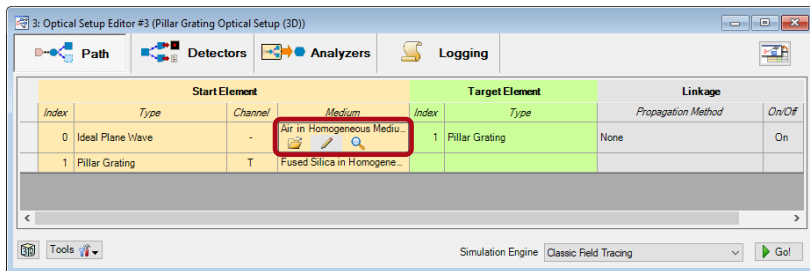 3: Optical Setup Editor #3 (Pillar Grating Optical Setup (3D))
Path Detectors Analyzers Logging
Start Element Target Element Linkage
Index Type Channel Medium Index Type Propagation Method On/Off
0 Ideal Plane Wave - Air in Homogeneous Mediu... 1 Pillar Grating None On
1 Pillar Grating T Fused Silica in Homogene...
Tools Simulation Engine Classic Field Tracing Go!